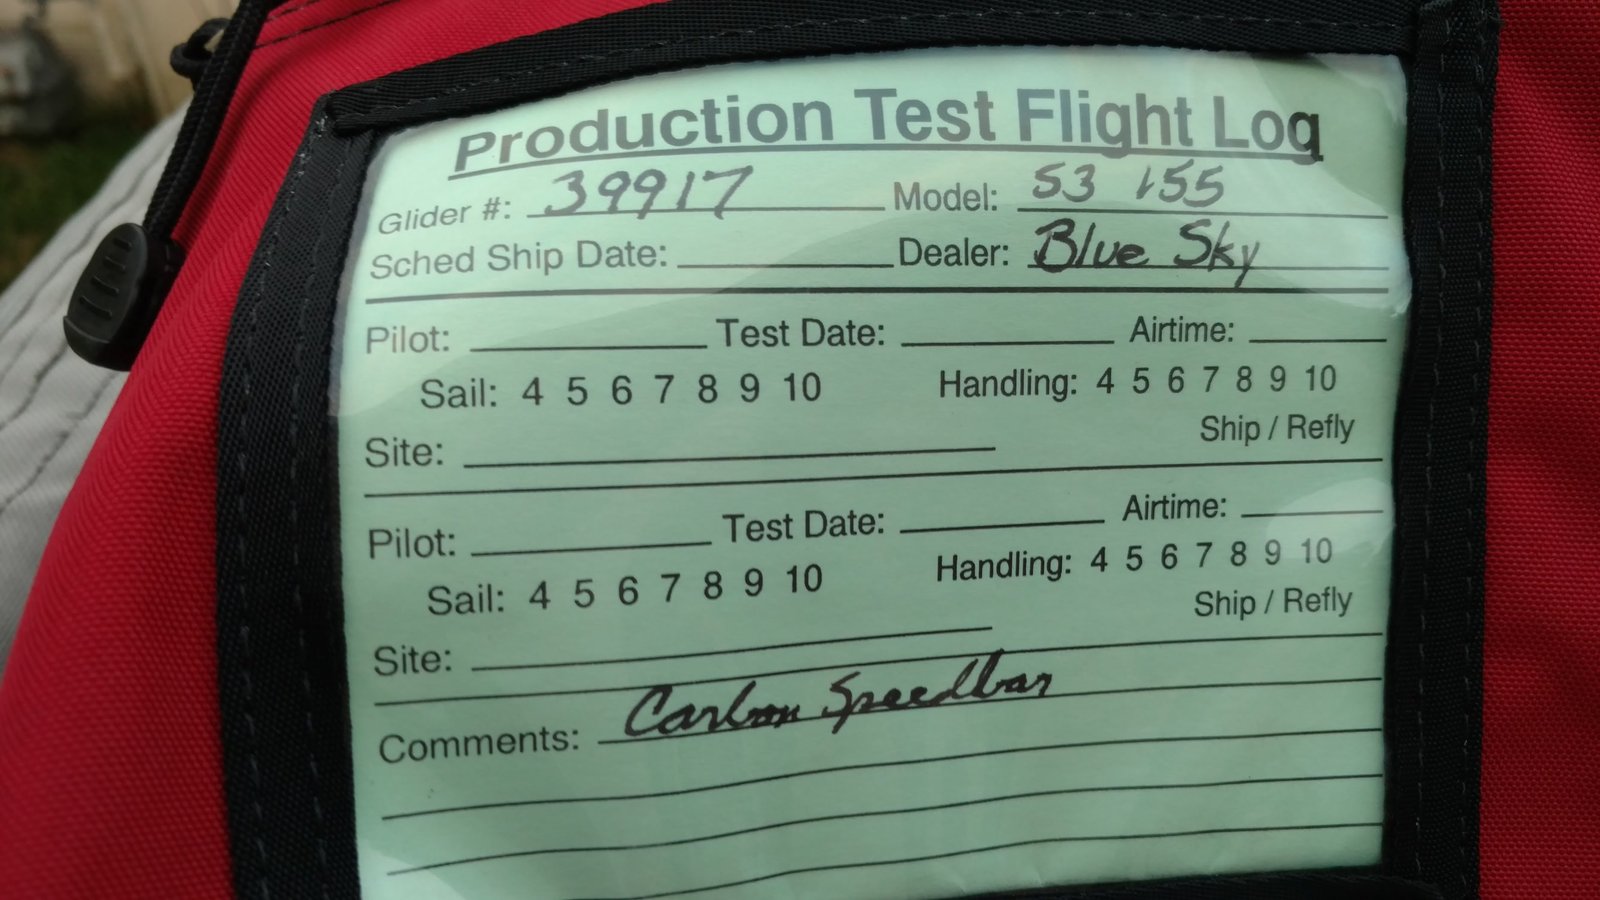 Production Test Flight Log
Glider #: 39917 Model: S3 155
Sched Ship Date: Dealer: Blue Sky
Pilot: Test Date: Airtime:
Sail: 4 5 6 7 8 9 10 Handling: 4 5 6 7 8 9 10
Ship / Refly
Site:
Pilot: Test Date: Airtime:
Sail: 4 5 6 7 8 9 10 Handling: 4 5 6 7 8 9 10
Ship / Refly
Site:
Comments: Carbon Speedbar